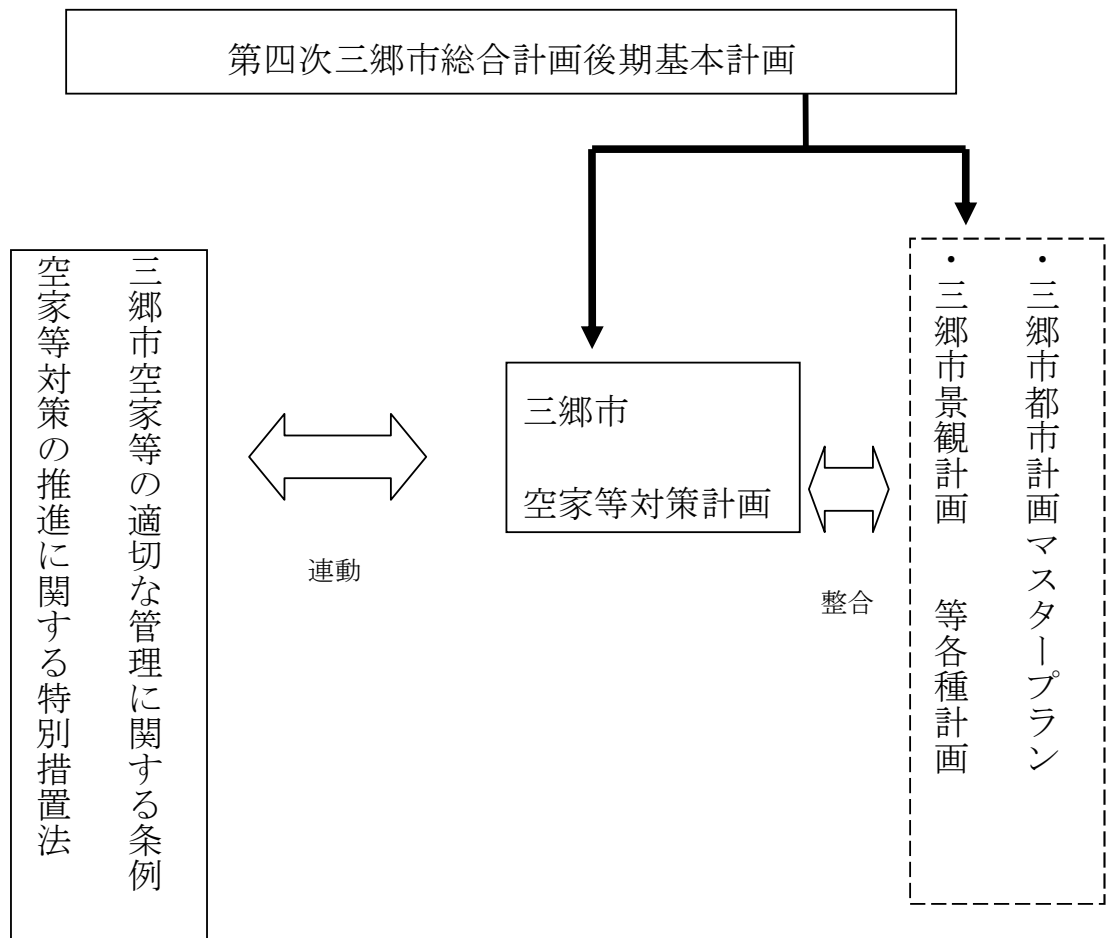 第四次三郷市総合計画後期基本計画
三郷市空家等の適切な管理に関する条例
空家等対策の推進に関する特別措置法
連動
三郷市
空家等対策計画
整合
・三郷市都市計画マスタープラン
・三郷市景観計画　等各種計画